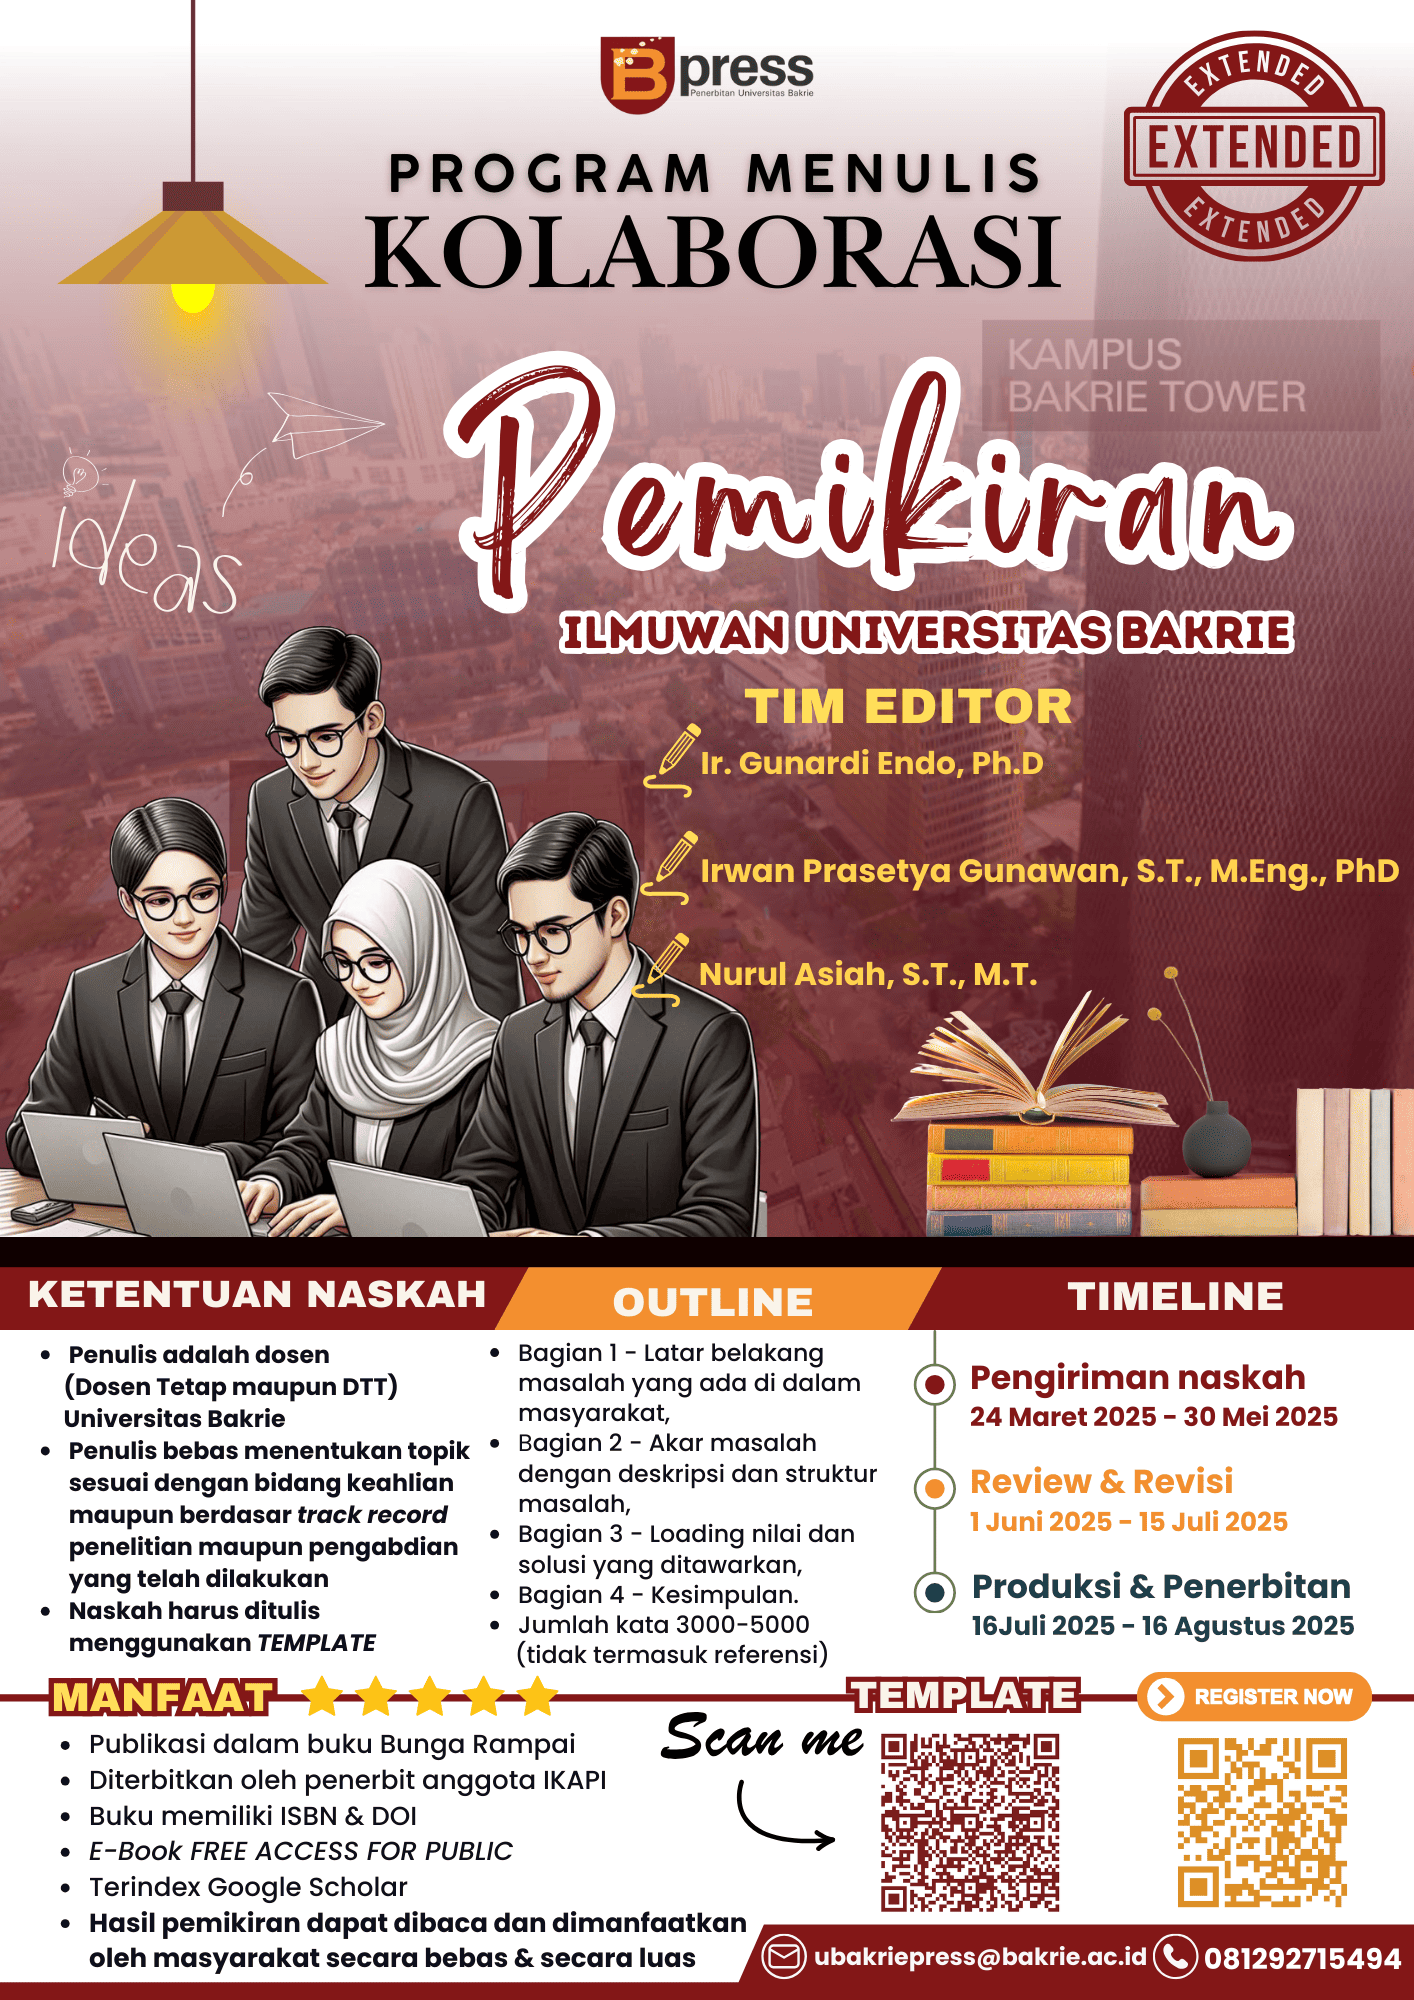 B press
Penerbitan Universitas Bakrie
EXTENDED
EXTENDED
EXTENDED
PROGRAM MENULIS
KOLABORASI
KAMPUS
BAKRIE TOWER
Pemikiran
ideas
ILMUWAN UNIVERSITAS BAKRIE
TIM EDITOR
Ir. Gunardi Endo, Ph.D
Irwan Prasetya Gunawan, S.T., M.Eng., PhD
Nurul Asiah, S.T., M.T.
KETENTUAN NASKAH
• Penulis adalah dosen
(Dosen Tetap maupun DTT)
Universitas Bakrie
• Penulis bebas menentukan topik
sesuai dengan bidang keahlian
maupun berdasar track record
penelitian maupun pengabdian
yang telah dilakukan
• Naskah harus ditulis
menggunakan TEMPLATE
OUTLINE
• Bagian 1 - Latar belakang
masalah yang ada di dalam
masyarakat,
• Bagian 2 - Akar masalah
dengan deskripsi dan struktur
masalah,
• Bagian 3 - Loading nilai dan
solusi yang ditawarkan,
• Bagian 4 - Kesimpulan.
• Jumlah kata 3000-5000
(tidak termasuk referensi)
TIMELINE
Pengiriman naskah
24 Maret 2025 - 30 Mei 2025
Review & Revisi
1 Juni 2025 - 15 Juli 2025
Produksi & Penerbitan
16Juli 2025 - 16 Agustus 2025
MANFAAT
• Publikasi dalam buku Bunga Rampai
• Diterbitkan oleh penerbit anggota IKAPI
• Buku memiliki ISBN & DOI
• E-Book FREE ACCESS FOR PUBLIC
• Terindex Google Scholar
• Hasil pemikiran dapat dibaca dan dimanfaatkan
oleh masyarakat secara bebas & secara luas
Scan me
TEMPLATE
REGISTER NOW
ubakriepress@bakrie.ac.id
081292715494